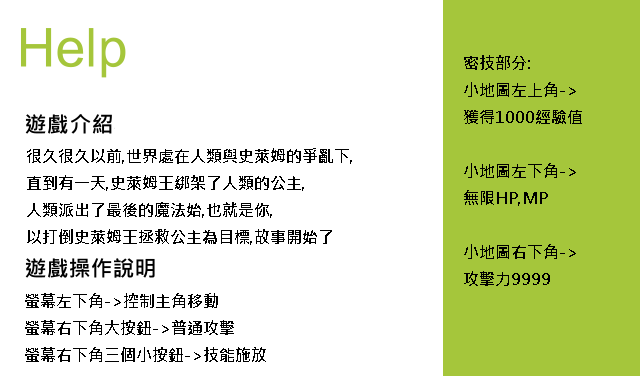 Help
遊戲介紹
很久很久以前,世界處在人類與史萊姆的爭亂下,
直到有一天,史萊姆王綁架了人類的公主,
人類派出了最後的魔法始,也就是你,
以打倒史萊姆王拯救公主為目標,故事開始了
遊戲操作說明
螢幕左下角->控制主角移動
螢幕右下角大按鈕->普通攻擊
螢幕右下角三個小按鈕->技能施放
密技部分:
小地圖左上角->
獲得1000經驗值
小地圖左下角->
無限HP,MP
小地圖右下角->
攻擊力9999